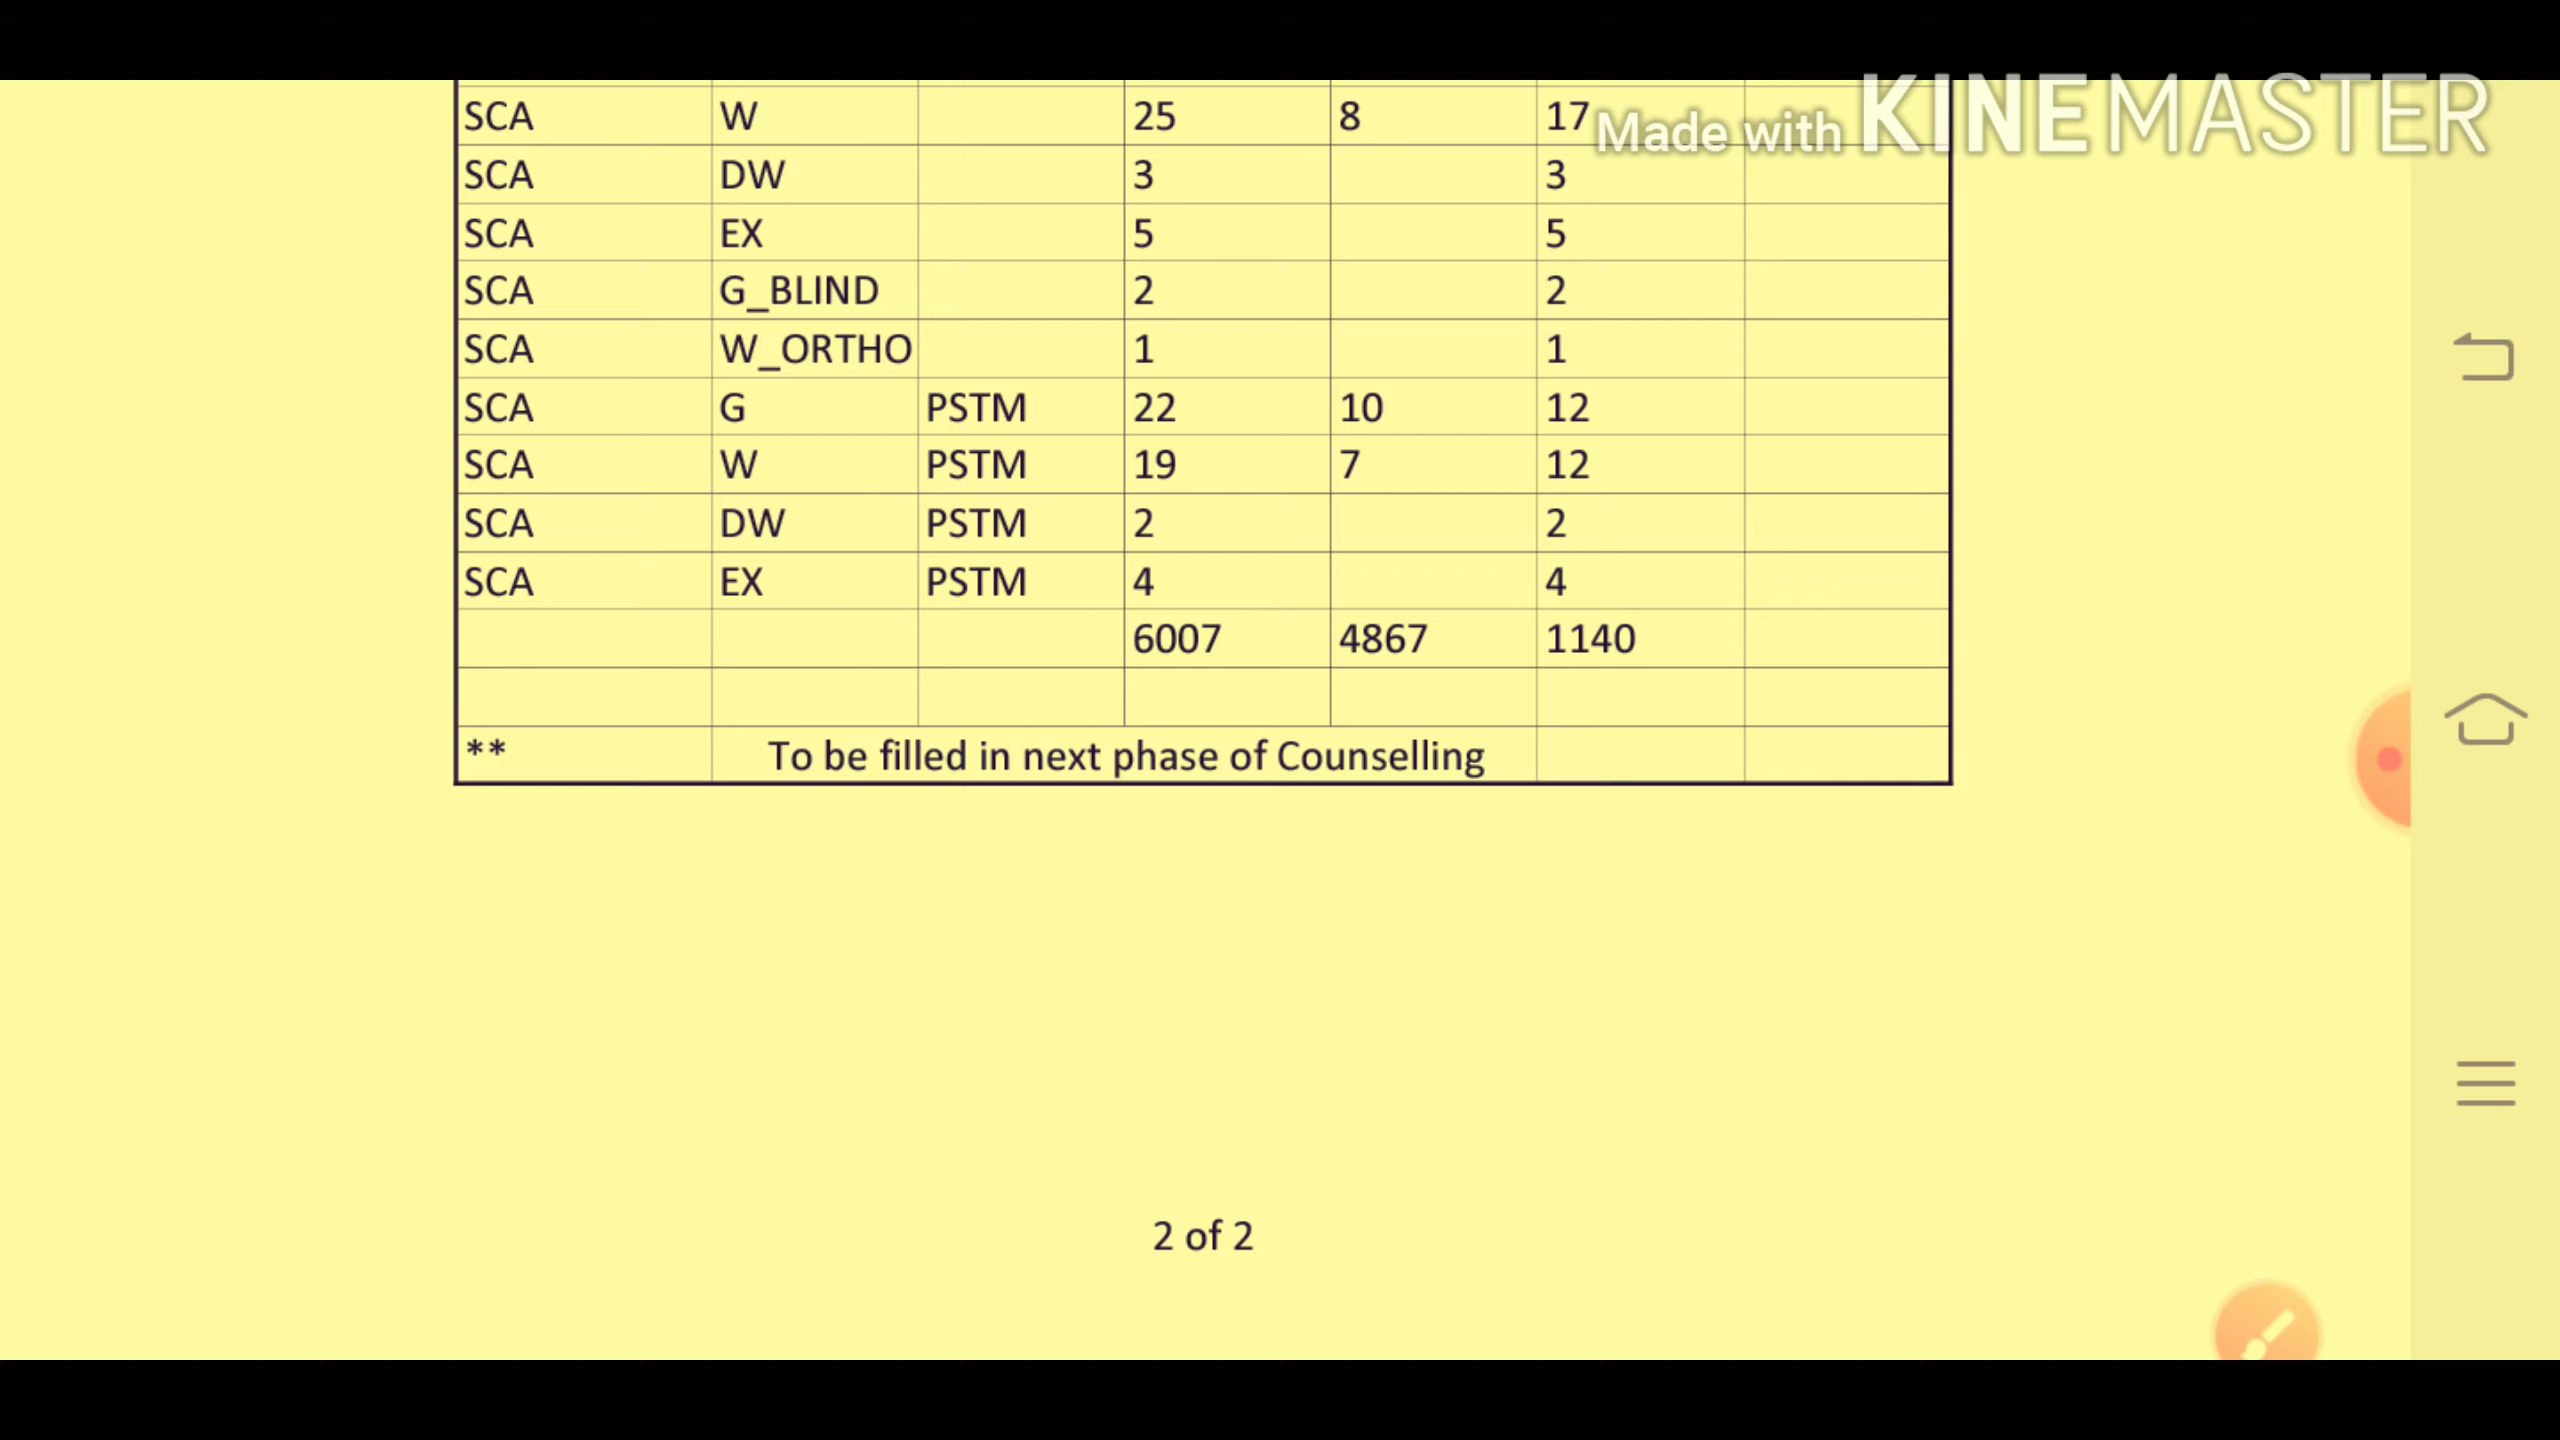 SCA W 25 8 17
Made with KINEMASTER
SCA DW 3 3
SCA EX 5 5
SCA G_BLIND 2 2
SCA W_ORTHO 1 1
SCA G PSTM 22 10 12
SCA W PSTM 19 7 12
SCA DW PSTM 2 2
SCA EX PSTM 4 4
6007 4867 1140
** To be filled in next phase of Counselling
2 of 2